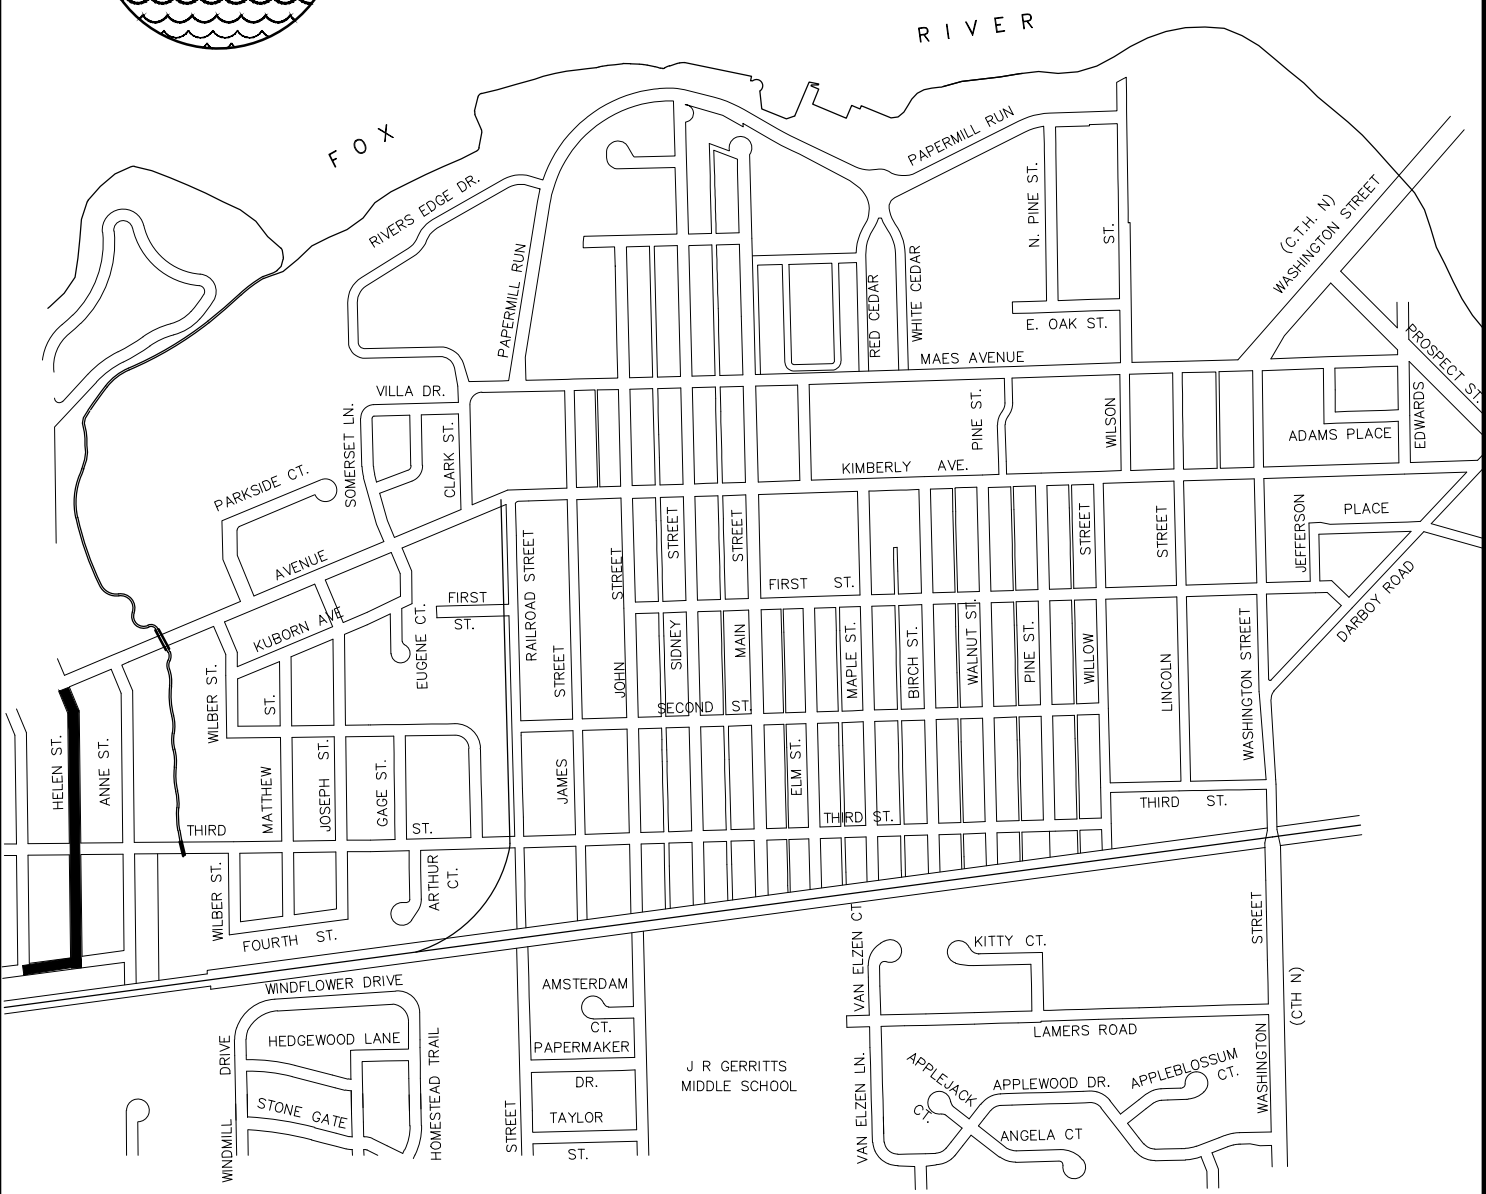 RIVER
FOX
PAPERMILL RUN
RIVERS EDGE DR.
N. PINE ST.
ST.
(C.T.H. N)
WASHINGTON STREET
PAPERMILL RUN
RED CEDAR
WHITE CEDAR
E. OAK ST.
MAES AVENUE
PROSPECT ST.
VILLA DR.
SOMERSET LN.
CLARK ST.
PINE ST.
WILSON
ADAMS PLACE
EDWARDS
KIMBERLY AVE.
PARKSIDE CT.
STREET
STREET
STREET
STREET
JEFFERSON
PLACE
AVENUE
RAILROAD STREET
STREET
FIRST ST.
DARBOY ROAD
KUBORN AVE
FIRST
ST.
EUGENE CT.
STREET
JOHN
SIDNEY
MAIN
MAPLE ST.
BIRCH ST.
WALNUT ST.
PINE ST.
WILLOW
LINCOLN
WASHINGTON STREET
WILBER ST.
ST.
SECOND ST.
HELEN ST.
ANNE ST.
MATTHEW
JOSEPH ST.
GAGE ST.
JAMES
ELM ST.
THIRD ST.
THIRD ST.
THIRD ST.
WILBER ST.
ARTHUR
CT.
FOURTH ST.
STREET
VAN ELZEN CT
KITTY CT.
WINDFLOWER DRIVE
AMSTERDAM
CT.
(CTH N)
HEDGEWOOD LANE
PAPERMAKER
DR.
LAMERS ROAD
DRIVE
HOMESTEAD TRAIL
J R GERRITTS
MIDDLE SCHOOL
VAN ELZEN LN.
APPLEJACK
CT.
APPLEWOOD DR.
APPLEBLOSSUM
CT.
WASHINGTON
STONE GATE
TAYLOR
ST.
ANGELA CT
WINDMILL
STREET